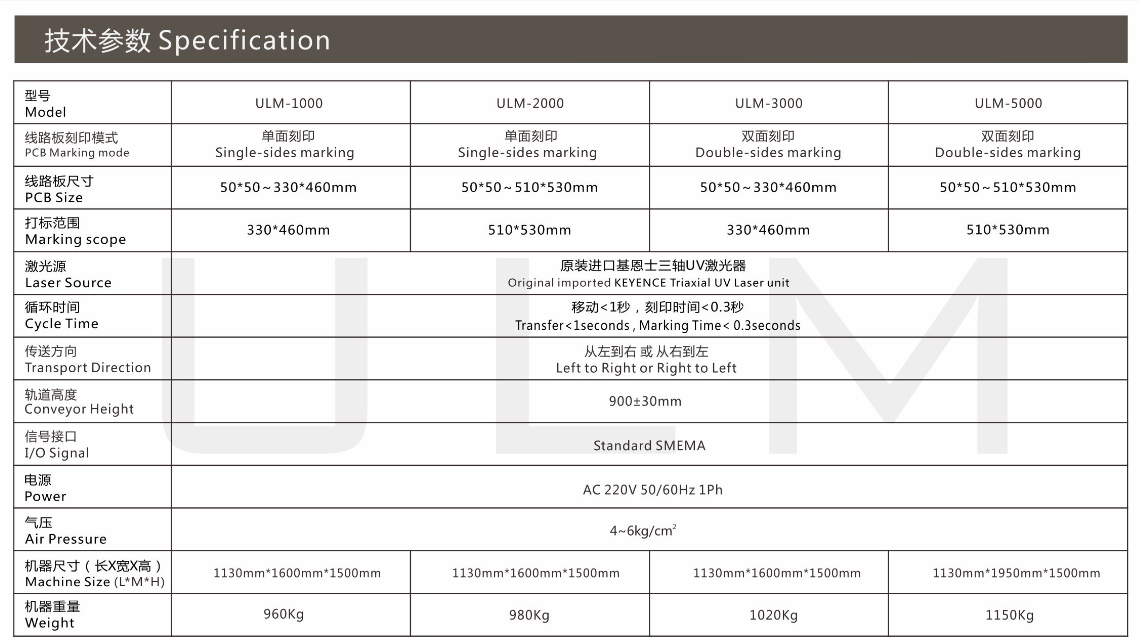 技术参数 Specification
型号
Model
ULM-1000
ULM-2000
ULM-3000
ULM-5000
线路板刻印模式
PCB Marking mode
单面刻印
Single-sides marking
单面刻印
Single-sides marking
双面刻印
Double-sides marking
双面刻印
Double-sides marking
线路板尺寸
PCB Size
50*50~330*460mm
50*50~510*530mm
50*50~330*460mm
50*50~510*530mm
打标范围
Marking scope
330*460mm
510*530mm
330*460mm
510*530mm
激光源
Laser Source
原装进口基恩士三轴UV激光器
Original imported KEYENCE Triaxial UV Laser unit
循环时间
Cycle Time
移动<1秒，刻印时间<0.3秒
Transfer<1seconds , Marking Time< 0.3seconds
传送方向
Transport Direction
从左到右 或 从右到左
Left to Right or Right to Left
轨道高度
Conveyor Height
900±30mm
信号接口
I/O Signal
Standard SMEMA
电源
Power
AC 220V 50/60Hz 1Ph
气压
Air Pressure
4~6kg/cm²
机器尺寸（长X宽X高）
Machine Size (L*M*H)
1130mm*1600mm*1500mm
1130mm*1600mm*1500mm
1130mm*1600mm*1500mm
1130mm*1950mm*1500mm
机器重量
Weight
960Kg
980Kg
1020Kg
1150Kg
ULM